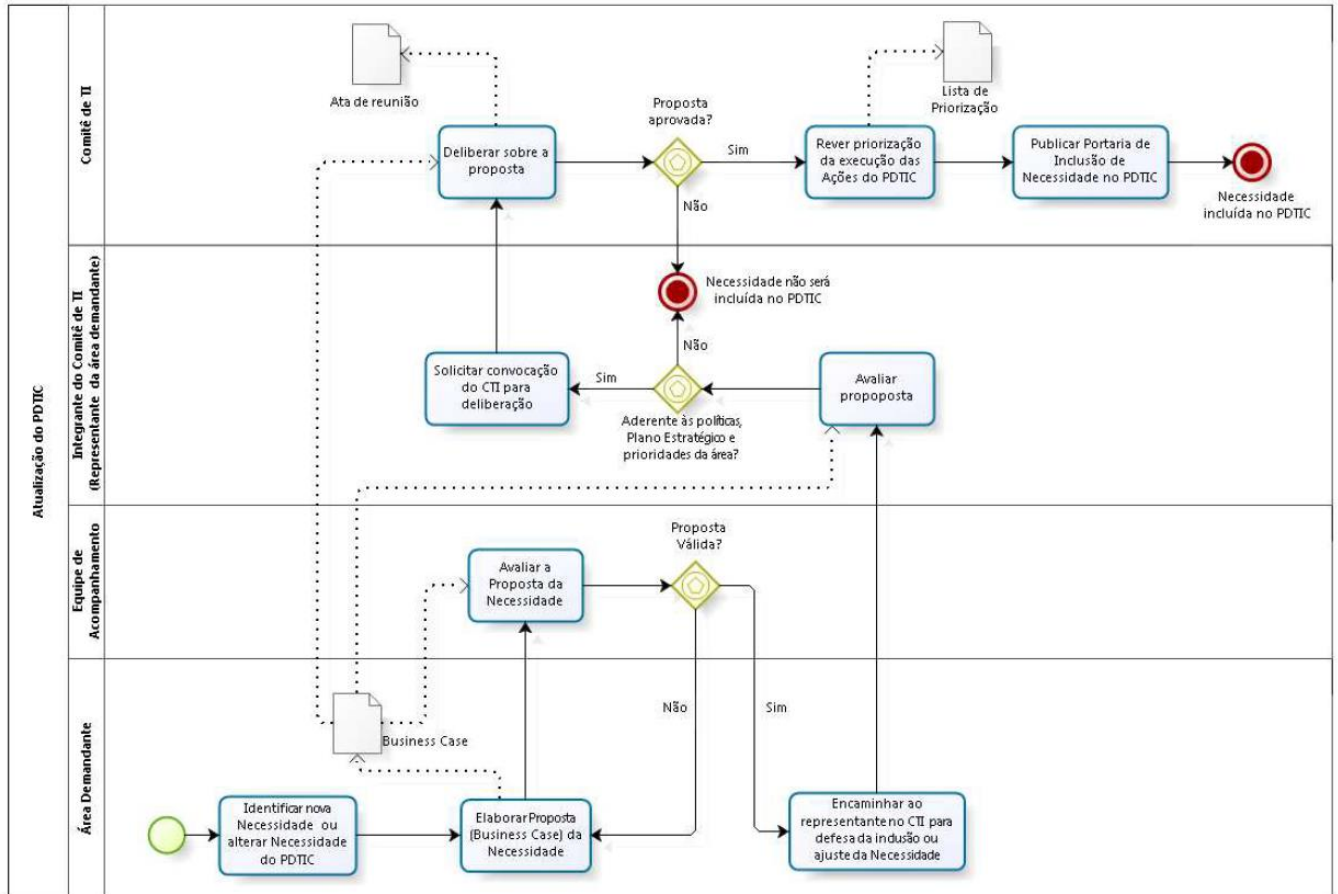 Atualização do PDTIC
Comitê de TI
Ata de reunião
Deliberar sobre a
proposta
Proposta
aprovada?
Sim
Não
Lista de
Priorização
Rever priorização
da execução das
Ações do PDTIC
Publicar Portaria de
Inclusão de
Necessidade no PDTIC
Necessidade
incluída no PDTIC
Integrante do Comitê de TI
(Representante da área demandante)
Necessidade não será
incluída no PDTIC
Não
Solicitar convocação
do CTI para
deliberação
Sim
Aderente às políticas,
Plano Estratégico e
prioridades da área?
Avaliar
propoposta
Equipe de
Acompanhamento
Avaliar a
Proposta da
Necessidade
Proposta
Válida?
Não
Sim
Área Demandante
Business Case
Identificar nova
Necessidade ou
alterar Necessidade
do PDTIC
Elaborar Proposta
(Business Case) da
Necessidade
Encaminhar ao
representante no CTI para
defesa da inclusão ou
ajuste da Necessidade